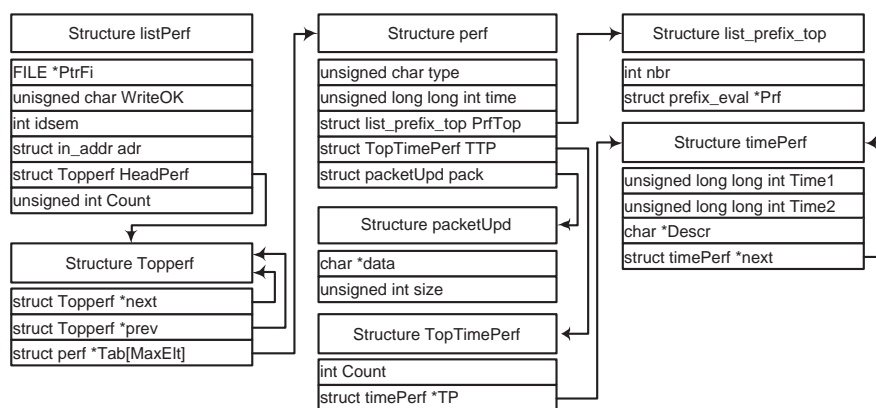 Structure listPerf
FILE *PtrFi
unisgned char WriteOK
int idsem
struct in_addr adr
struct Topperf HeadPerf
unsigned int Count
Structure Topperf
struct Topperf *next
struct Topperf *prev
struct perf *Tab[MaxElt]
Structure perf
unsigned char type
unsigned long long int time
struct list_prefix_top PrfTop
struct TopTimePerf TTP
struct packetUpd pack
Structure packetUpd
char *data
unsigned int size
Structure TopTimePerf
int Count
struct timePerf *TP
Structure list_prefix_top
int nbr
struct prefix_eval *Prf
Structure timePerf
unsigned long long int Time1
unsigned long long int Time2
char *Descr
struct timePerf *next